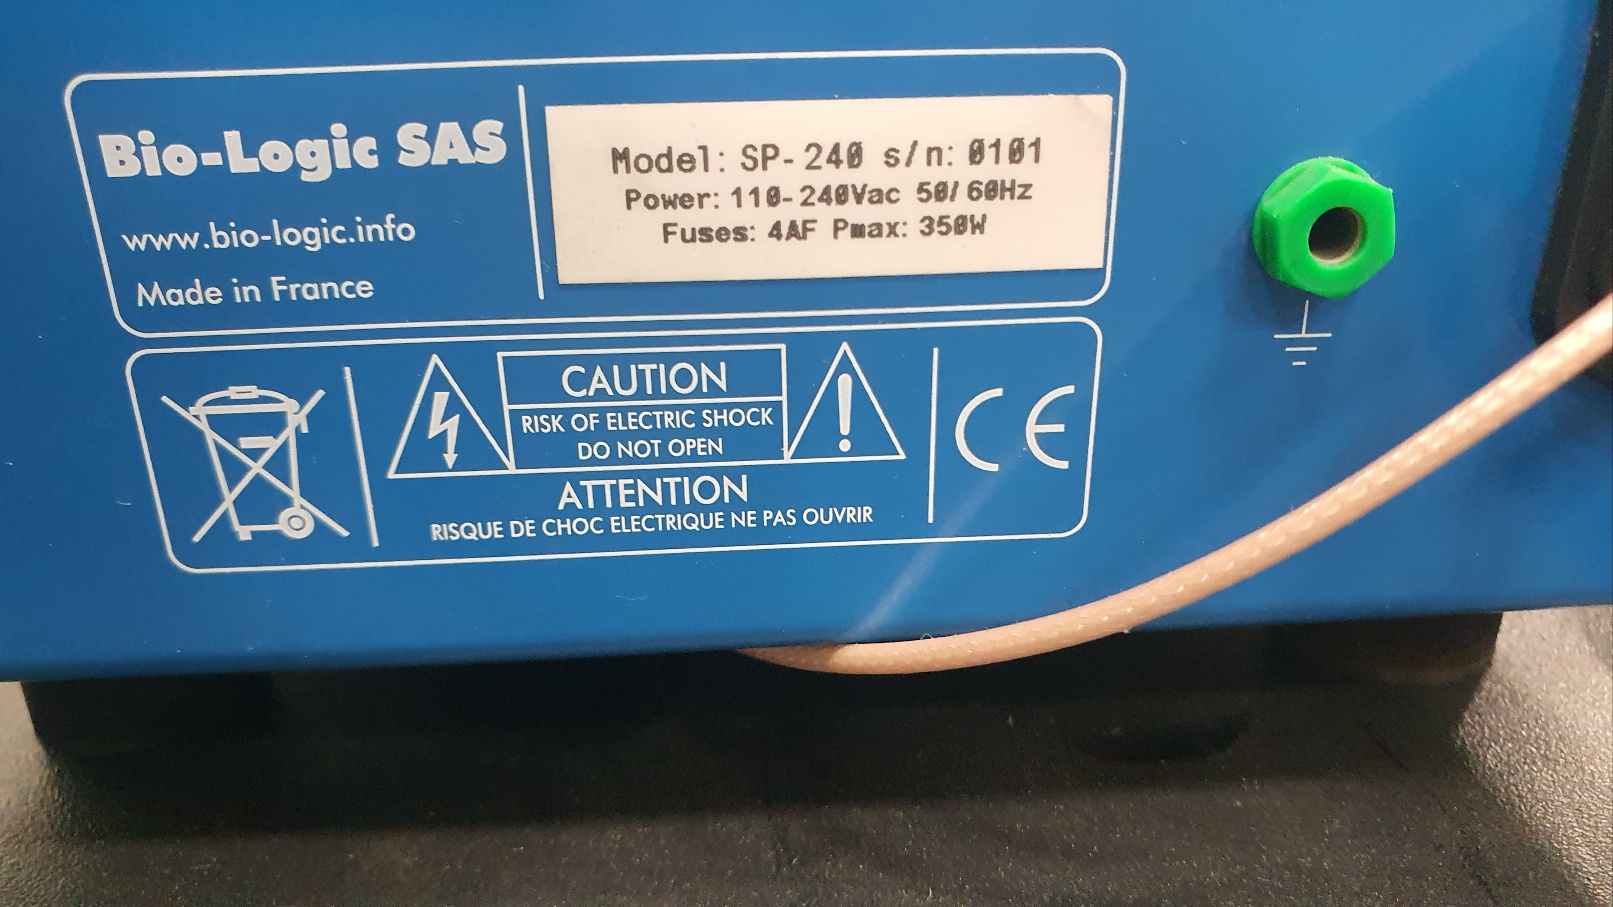 Bio-Logic SAS
www.bio-logic.info
Made in France
Model: SP-240 s/n: 0101
Power: 110-240Vac 50/60Hz
Fuses: 4AF Pmax: 350W
CAUTION
RISK OF ELECTRIC SHOCK
DO NOT OPEN
ATTENTION
RISQUE DE CHOC ELECTRIQUE NE PAS OUVRIR
CE